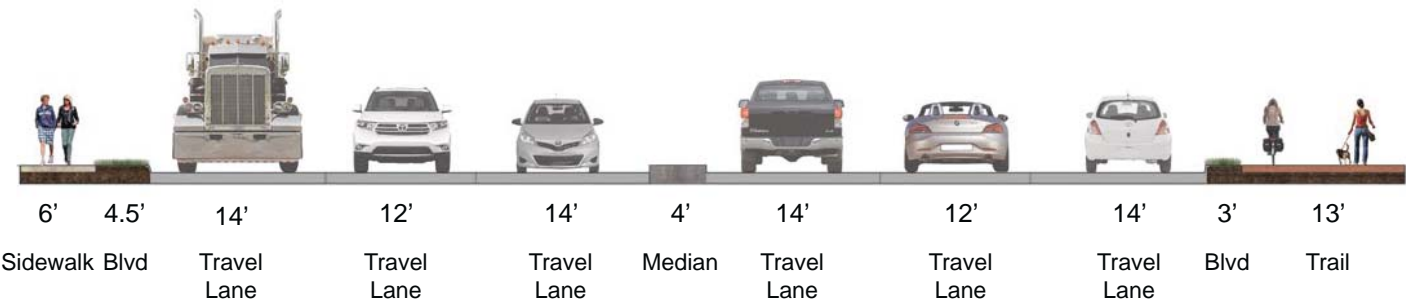 6’ 4.5’ 14’ 12’ 14’ 4’ 14’ 12’ 14’ 3’ 13’
Sidewalk Blvd Travel Travel Travel Median Travel Travel Travel Blvd Trail
Lane Lane Lane Lane Lane Lane